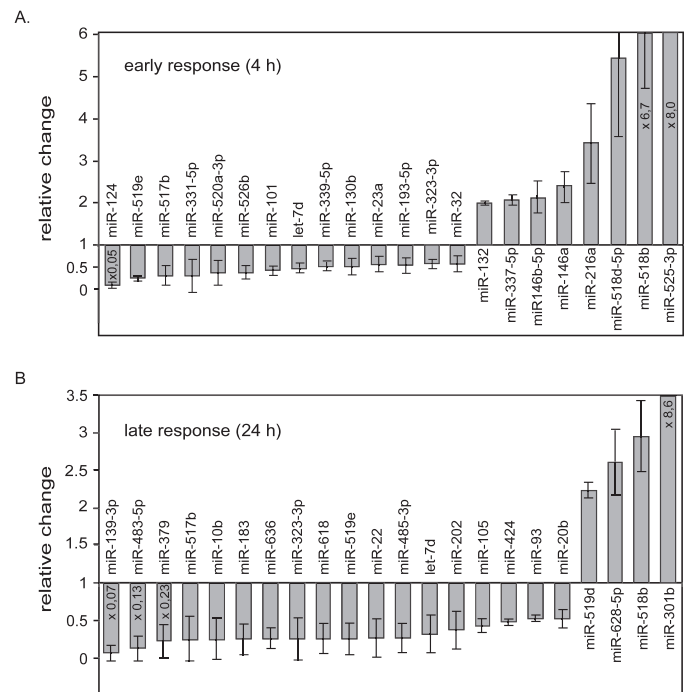 A.
early response (4 h)
relative change
6
5
4
3
2
1
0.5
0
miR-124
miR-519e
miR-517b
miR-331-5p
miR-520a-3p
miR-526b
miR-101
let-7d
miR-339-5p
miR-130b
miR-23a
miR-193-5p
miR-323-3p
miR-32
miR-132
miR-337-5p
miR146b-5p
miR-146a
miR-216a
miR-518d-5p
miR-518b
miR-525-3p
x0,05
x 6,7
x 8,0
B
late response (24 h)
relative change
3.5
3
2.5
2
1.5
1
0.5
0
miR-139-3p
miR-483-5p
miR-379
miR-517b
miR-10b
miR-183
miR-636
miR-323-3p
miR-618
miR-519e
miR-22
miR-485-3p
let-7d
miR-202
miR-105
miR-424
miR-93
miR-20b
miR-519d
miR-628-5p
miR-518b
miR-301b
x 0,07
x 0,13
x 0,23
x 8,6